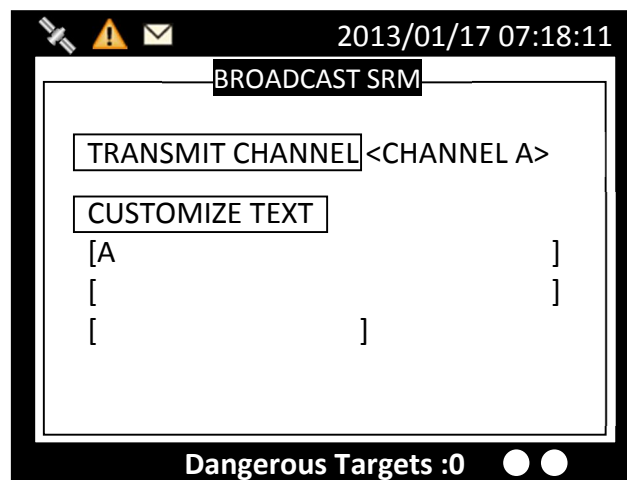 2013/01/17 07:18:11
BROADCAST SRM
TRANSMIT CHANNEL <CHANNEL A>
CUSTOMIZE TEXT
[A ]
[ ]
[ ]
Dangerous Targets :0